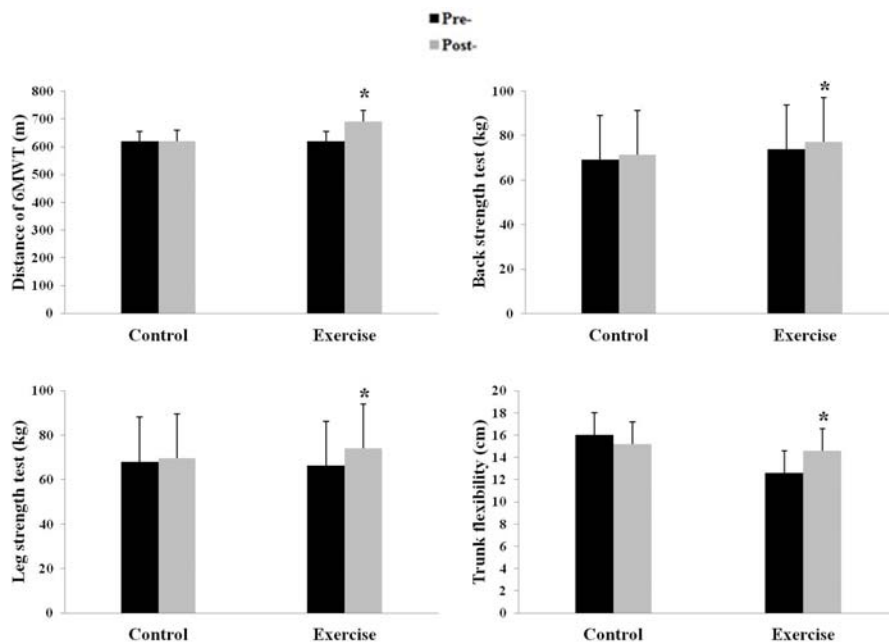 Pre-
Post-
Distance of 6MWT (m)
800
700
600
500
400
300
200
100
0
*
Control
Exercise
Back strength test (kg)
100
80
60
40
20
0
*
Control
Exercise
Leg strength test (kg)
100
80
60
40
20
0
*
Control
Exercise
Trunk flexibility (cm)
20
18
16
14
12
10
8
6
4
2
0
*
Control
Exercise